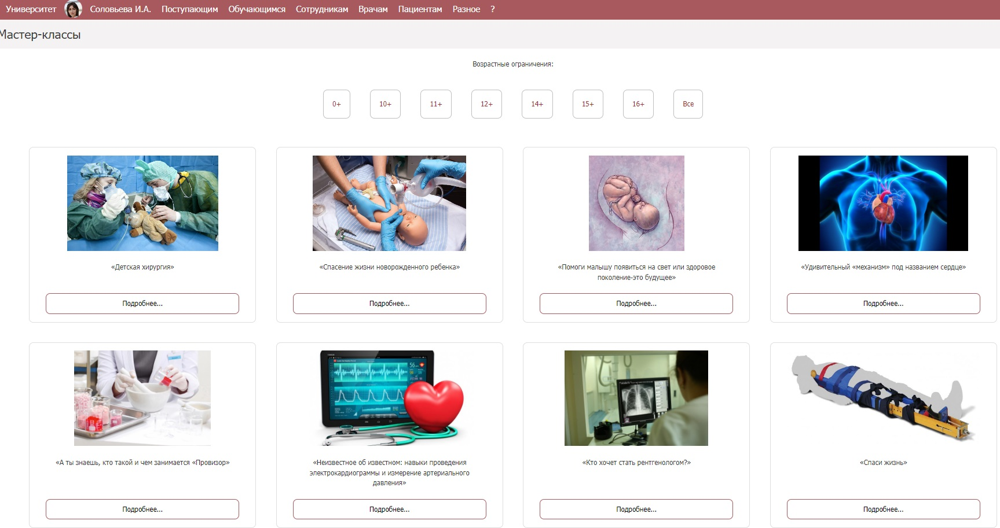 Университет Соловьева И.А. Поступающим Обучающимся Сотрудникам Врачам Пациентам Разное ?
Мастер-классы
Возрастные ограничения:
0+ 10+ 11+ 12+ 14+ 15+ 16+ Все
«Детская хирургия»
Подробнее...
«Спасение жизни новорожденного ребенка»
Подробнее...
«Помоги малышу появиться на свет или здоровое
поколение-это будущее»
Подробнее...
«Удивительный «механизм» под названием сердце»
Подробнее...
«А ты знаешь, кто такой и чем занимается «Провизор»
Подробнее...
56
«Неизвестное об известном: навыки проведения
электрокардиограммы и измерение артериального
давления»
Подробнее...
«Кто хочет стать рентгенологом?»
Подробнее...
«Спаси жизнь»
Подробнее...